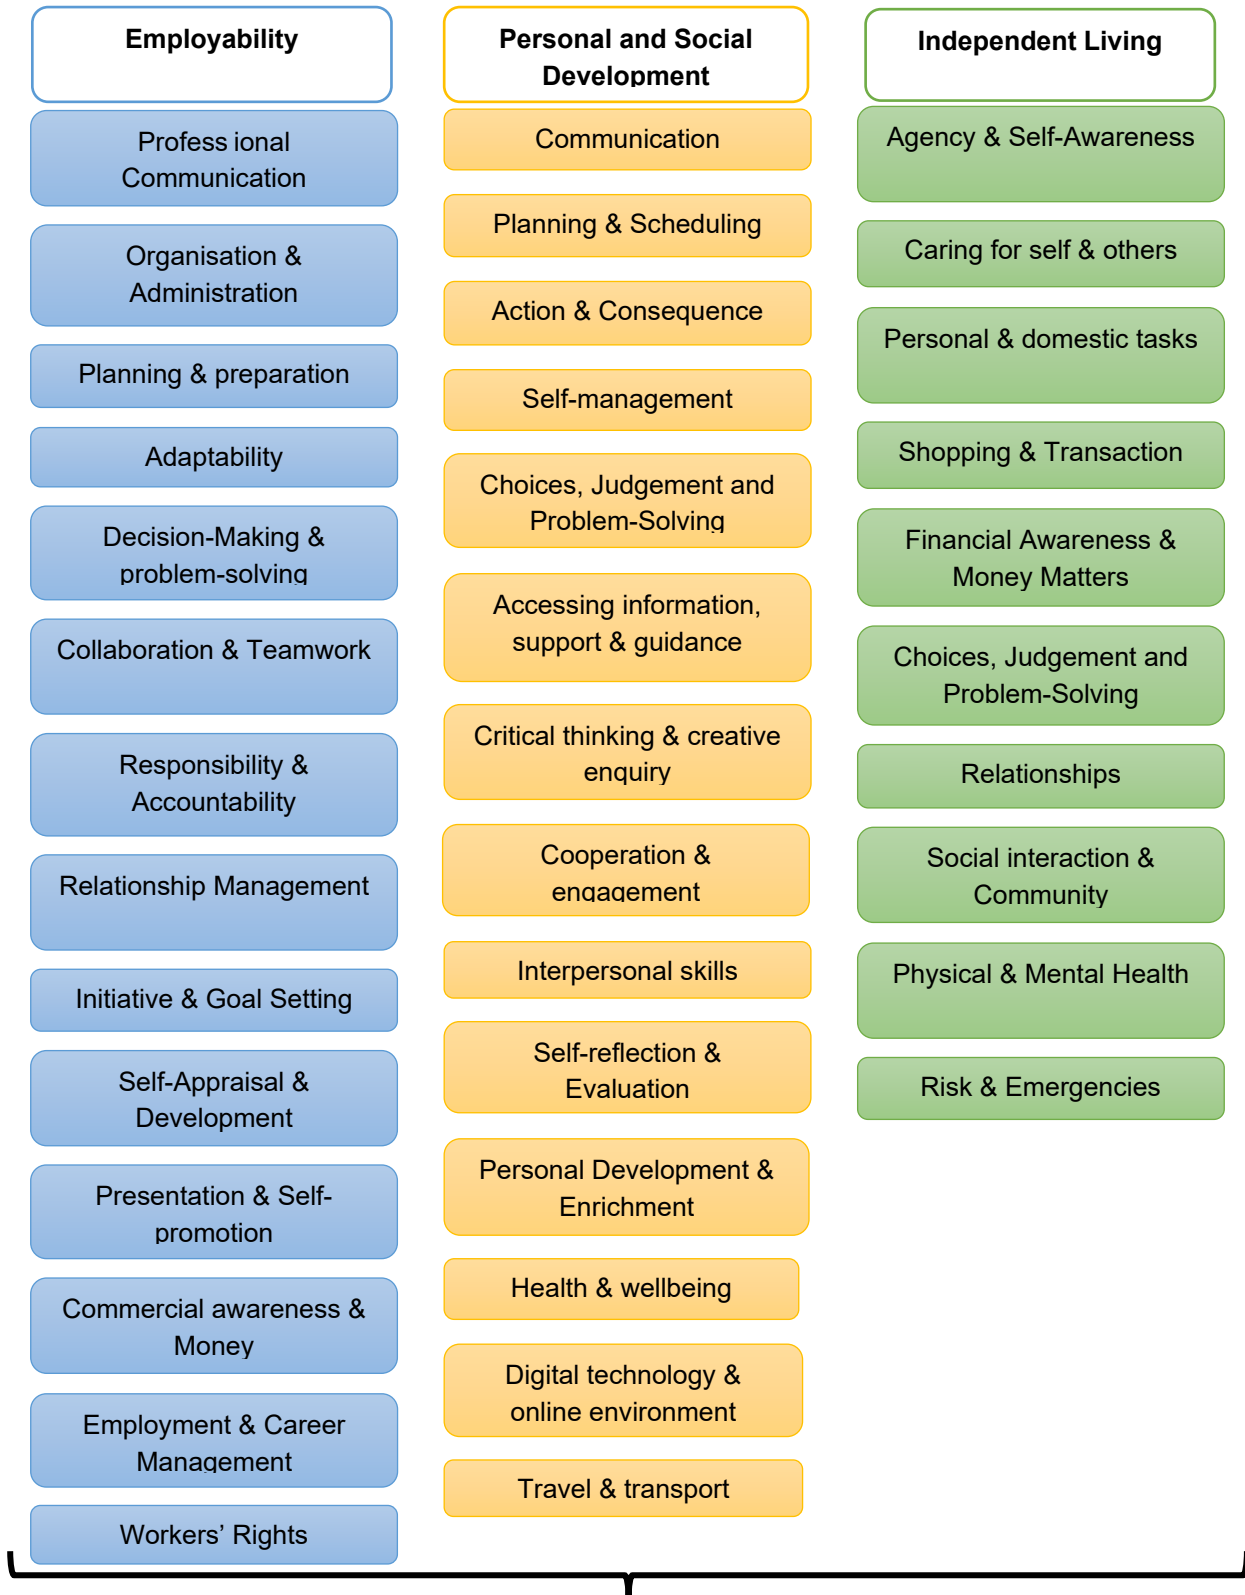 Employability
Profess ional
Communication
Organisation &
Administration
Planning & preparation
Adaptability
Decision-Making &
problem-solving
Collaboration & Teamwork
Responsibility &
Accountability
Relationship Management
Initiative & Goal Setting
Self-Appraisal &
Development
Presentation & Self-
promotion
Commercial awareness &
Money
Employment & Career
Management
Workers’ Rights
Personal and Social
Development
Communication
Planning & Scheduling
Action & Consequence
Self-management
Choices, Judgement and
Problem-Solving
Accessing information,
support & guidance
Critical thinking & creative
enquiry
Cooperation &
engagement
Interpersonal skills
Self-reflection &
Evaluation
Personal Development &
Enrichment
Health & wellbeing
Digital technology &
online environment
Travel & transport
Independent Living
Agency & Self-Awareness
Caring for self & others
Personal & domestic tasks
Shopping & Transaction
Financial Awareness &
Money Matters
Choices, Judgement and
Problem-Solving
Relationships
Social interaction &
Community
Physical & Mental Health
Risk & Emergencies